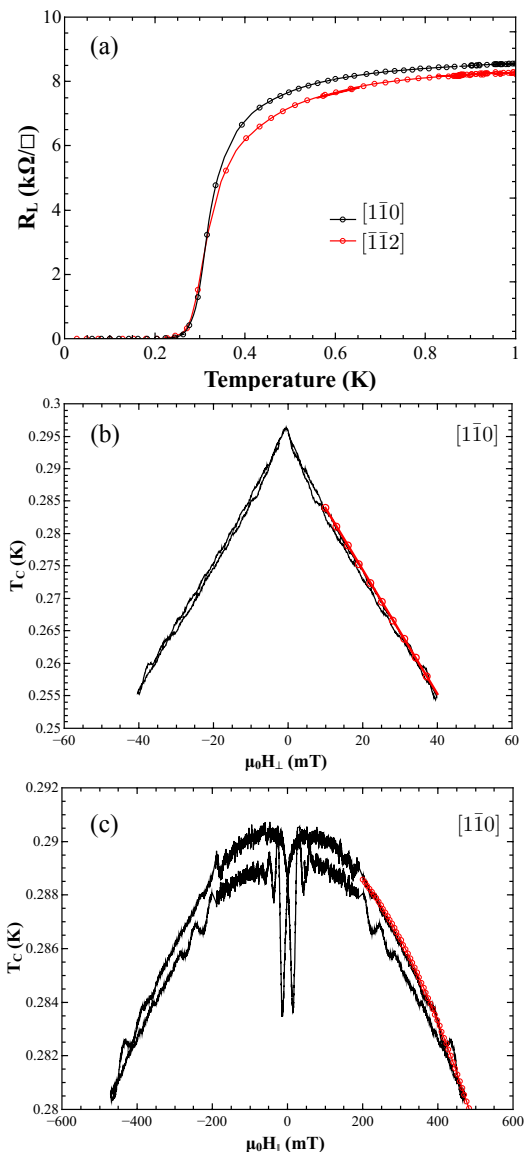 (a)
10
8
6
4
2
0
R_L (kΩ/□)
[11̄0]
[1̄1̄2]
0 0.2 0.4 0.6 0.8 1
Temperature (K)
(b)
[11̄0]
0.3
0.295
0.29
0.285
0.28
0.275
0.27
0.265
0.26
0.255
0.25
T_C (K)
−60 −40 −20 0 20 40 60
μ₀H⊥ (mT)
(c)
[11̄0]
0.292
0.29
0.288
0.286
0.284
0.282
0.28
T_C (K)
−600 −400 −200 0 200 400 600
μ₀H∥ (mT)